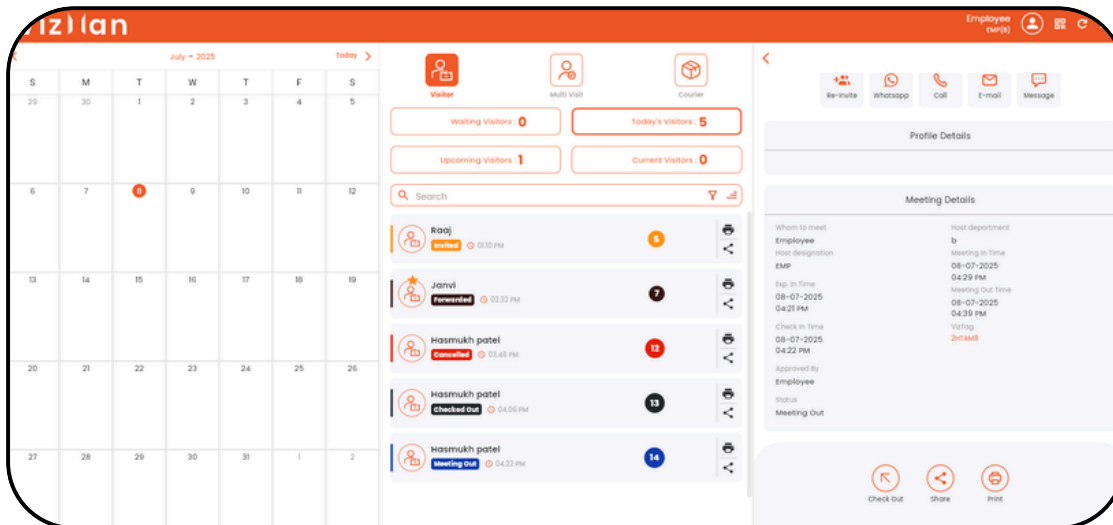 Employee
EMP(B)
July - 2025
Today
S M T W T F S
29 30 1 2 3 4 5
6 7 8 9 10 11 12
13 14 15 16 17 18 19
20 21 22 23 24 25 26
27 28 29 30 31 1 2
Visitor
Multi Visit
Courier
Waiting Visitors : 0
Today's Visitors : 5
Upcoming Visitors : 1
Current Visitors : 0
Search
Raaj
5
Invited 01:10 PM
Janvi
7
Forwarded 02:32 PM
Hasmukh patel
12
Cancelled 03:45 PM
Hasmukh patel
13
Checked Out 04:06 PM
Hasmukh patel
14
Meeting Out 04:22 PM
Re-Invite
Whatsapp
Call
E-mail
Message
Profile Details
Meeting Details
Whom to meet
Employee
Host department
b
Host designation
EMP
Meeting In Time
08-07-2025
04:29 PM
Exp. In Time
08-07-2025
04:21 PM
Meeting Out Time
08-07-2025
04:39 PM
Check In Time
08-07-2025
04:22 PM
VizTag
Approved By
Employee
Status
Meeting Out
Check Out
Share
Print